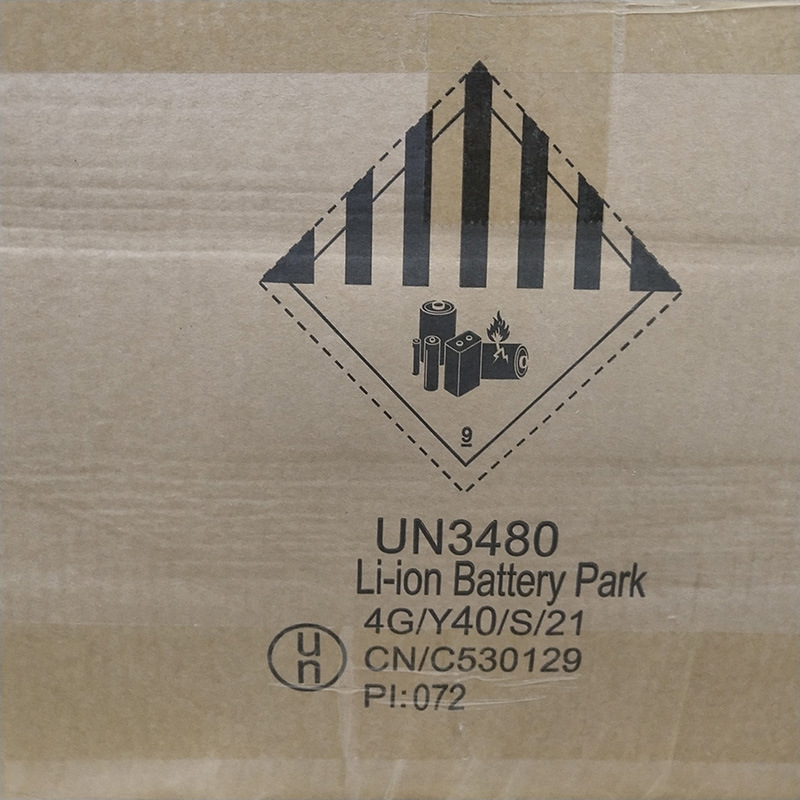 9
UN3480
Li-ion Battery Park
4G/Y40/S/21
un
CN/C530129
PI:072